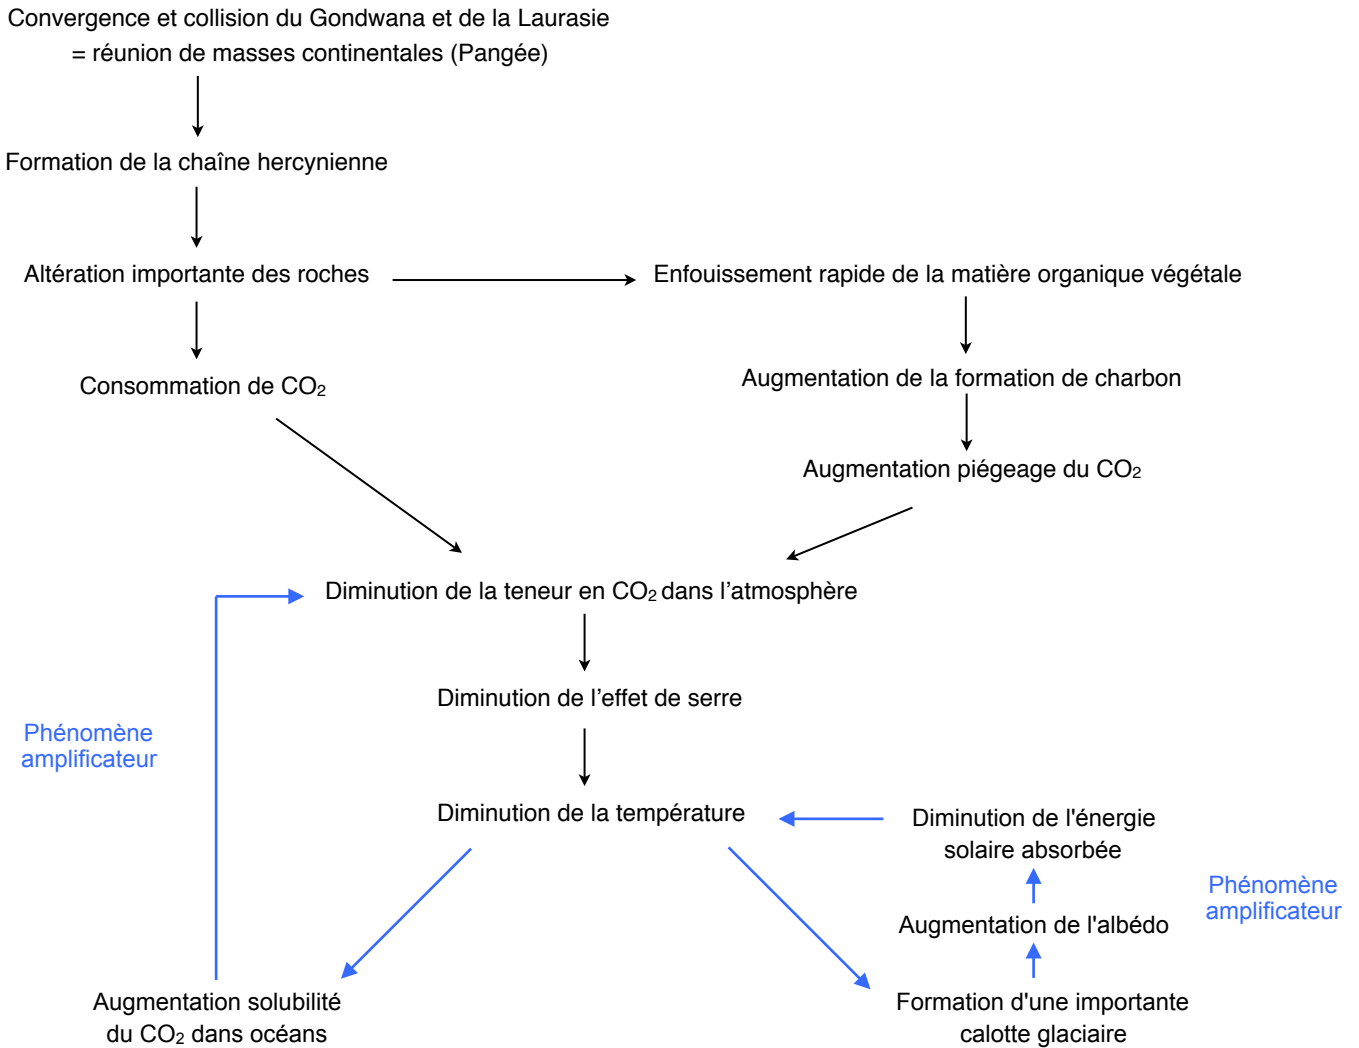 Convergence et collision du Gondwana et de la Laurasie
= réunion de masses continentales (Pangée)
Formation de la chaîne hercynienne
Altération importante des roches
Enfouissement rapide de la matière organique végétale
Consommation de CO₂
Augmentation de la formation de charbon
Augmentation piégeage du CO₂
Diminution de la teneur en CO₂ dans l’atmosphère
Diminution de l’effet de serre
Phénomène
amplificateur
Diminution de la température
Diminution de l'énergie
solaire absorbée
Phénomène
amplificateur
Augmentation de l'albédo
Augmentation solubilité
du CO₂ dans océans
Formation d'une importante
calotte glaciaire